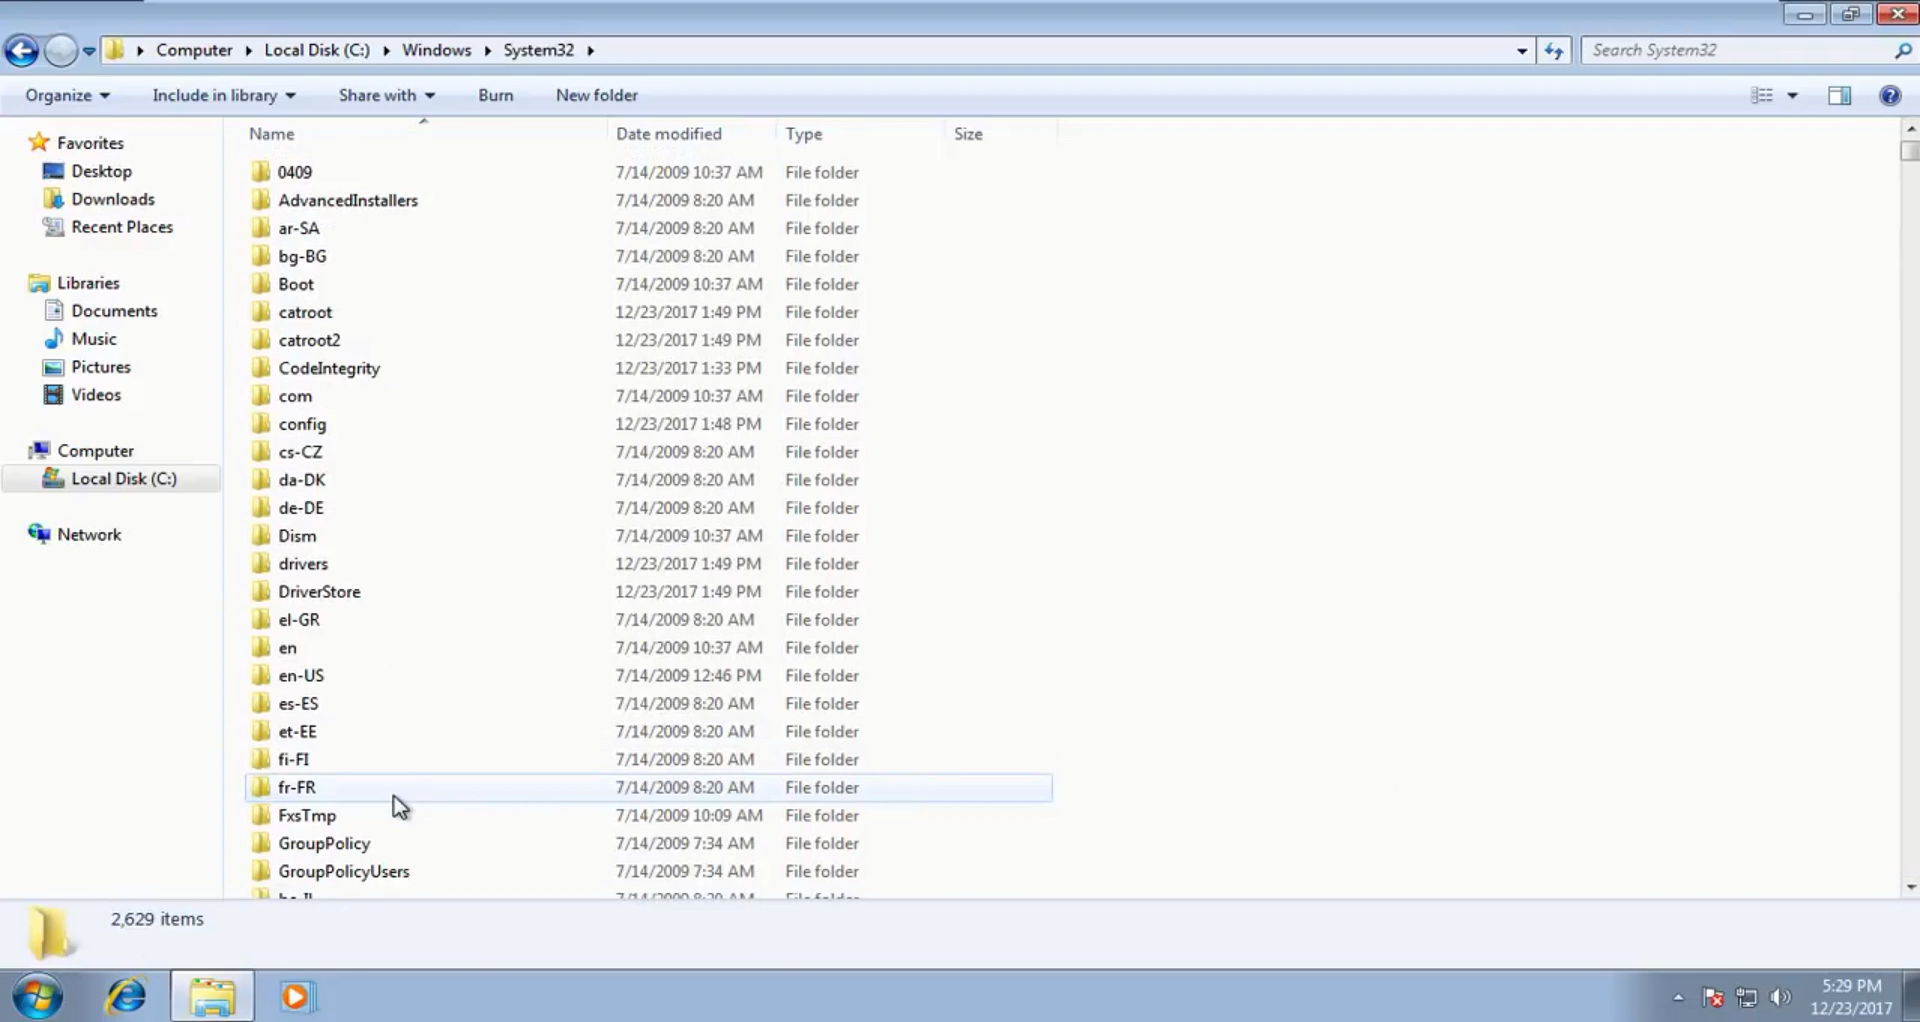 Computer Local Disk (C:) Windows System32
Search System32
Organize Include in library Share with Burn New folder
Favorites
Desktop
Downloads
Recent Places
Libraries
Documents
Music
Pictures
Videos
Computer
Local Disk (C:)
Network
Name Date modified Type Size
0409 7/14/2009 10:37 AM File folder
AdvancedInstallers 7/14/2009 8:20 AM File folder
ar-SA 7/14/2009 8:20 AM File folder
bg-BG 7/14/2009 8:20 AM File folder
Boot 7/14/2009 10:37 AM File folder
catroot 12/23/2017 1:49 PM File folder
catroot2 12/23/2017 1:49 PM File folder
CodeIntegrity 12/23/2017 1:33 PM File folder
com 7/14/2009 10:37 AM File folder
config 12/23/2017 1:48 PM File folder
cs-CZ 7/14/2009 8:20 AM File folder
da-DK 7/14/2009 8:20 AM File folder
de-DE 7/14/2009 8:20 AM File folder
Dism 7/14/2009 10:37 AM File folder
drivers 12/23/2017 1:49 PM File folder
DriverStore 12/23/2017 1:49 PM File folder
el-GR 7/14/2009 8:20 AM File folder
en 7/14/2009 10:37 AM File folder
en-US 7/14/2009 12:46 PM File folder
es-ES 7/14/2009 8:20 AM File folder
et-EE 7/14/2009 8:20 AM File folder
fi-FI 7/14/2009 8:20 AM File folder
fr-FR 7/14/2009 8:20 AM File folder
FxsTmp 7/14/2009 10:09 AM File folder
GroupPolicy 7/14/2009 7:34 AM File folder
GroupPolicyUsers 7/14/2009 7:34 AM File folder
2,629 items
5:29 PM
12/23/2017